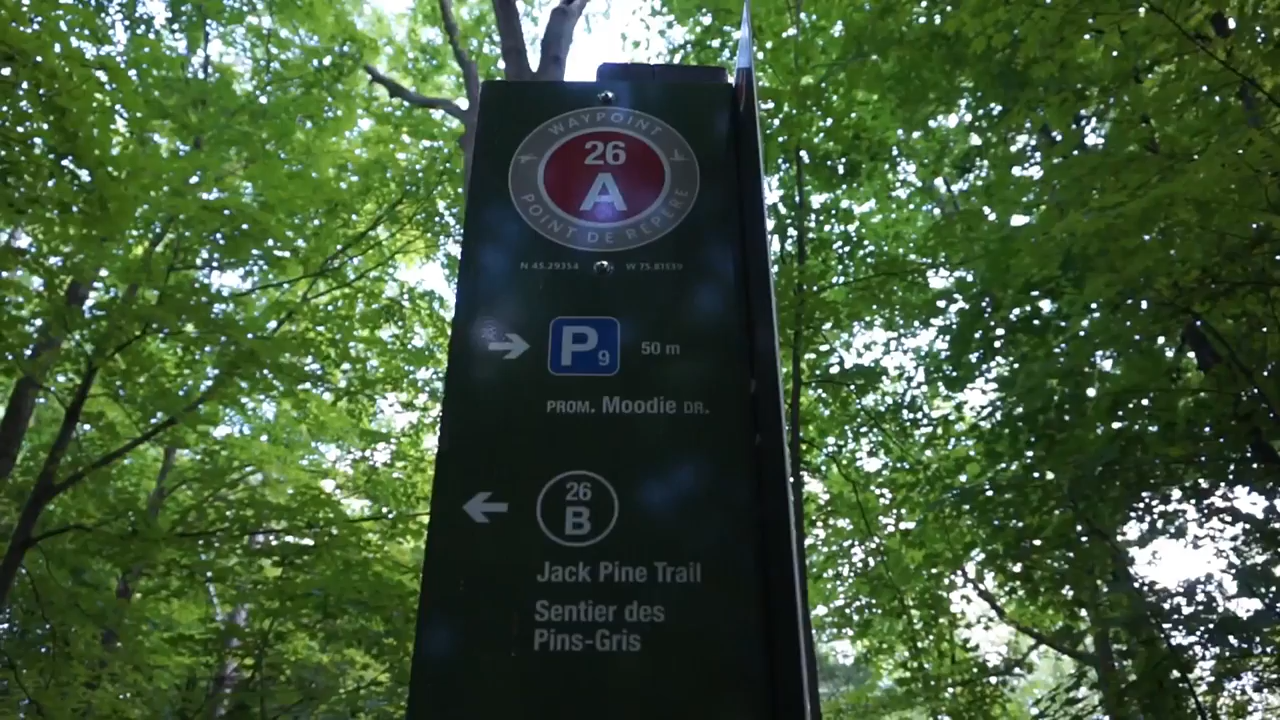 WAYPOINT
26
A
POINT DE REPÈRE
N 45.29354 W 75.81539
P9 50 m
PROM. Moodie DR.
26
B
Jack Pine Trail
Sentier des
Pins-Gris